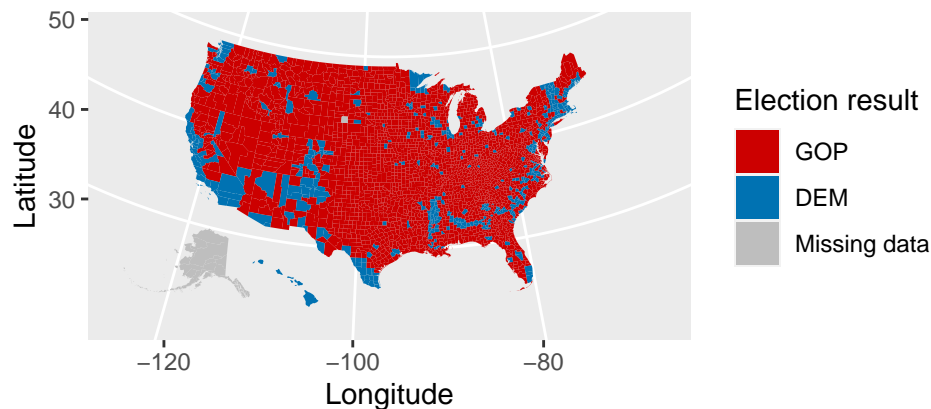 50
40
30
Latitude
−120
−100
−80
Longitude
Election result
GOP
DEM
Missing data